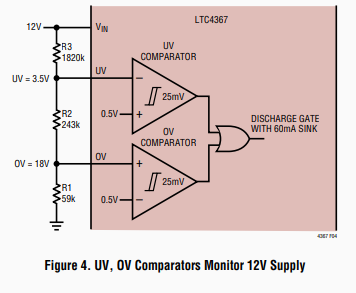 LTC4367
12V
VIN
R3
1820k
UV
COMPARATOR
UV = 3.5V
UV
−
25mV
0.5V
+
R2
243k
DISCHARGE GATE
WITH 60mA SINK
OV
COMPARATOR
OV = 18V
OV
+
25mV
0.5V
−
R1
59k
4367 F04
Figure 4. UV, OV Comparators Monitor 12V Supply